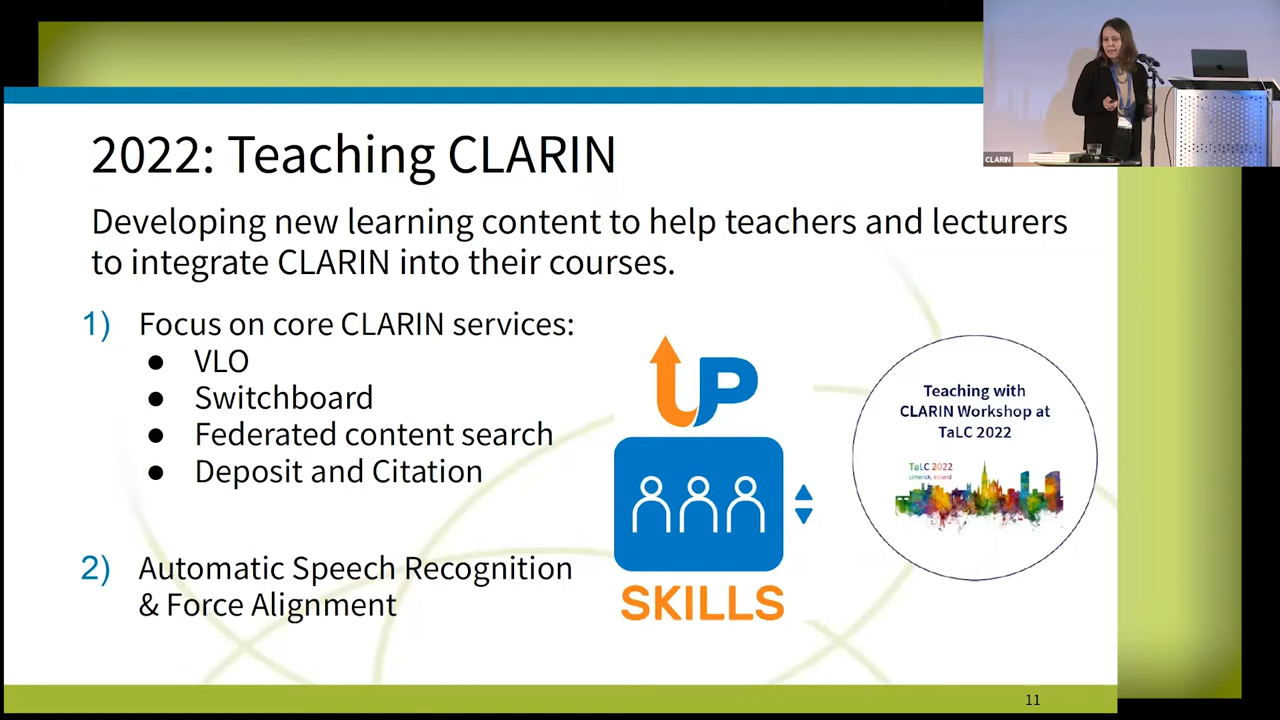 CLARIN
2022: Teaching CLARIN
Developing new learning content to help teachers and lecturers
to integrate CLARIN into their courses.
1) Focus on core CLARIN services:
● VLO
● Switchboard
● Federated content search
● Deposit and Citation
2) Automatic Speech Recognition
& Force Alignment
UP
SKILLS
Teaching with
CLARIN Workshop at
TaLC 2022
TaLC 2022
Limerick, Ireland
11